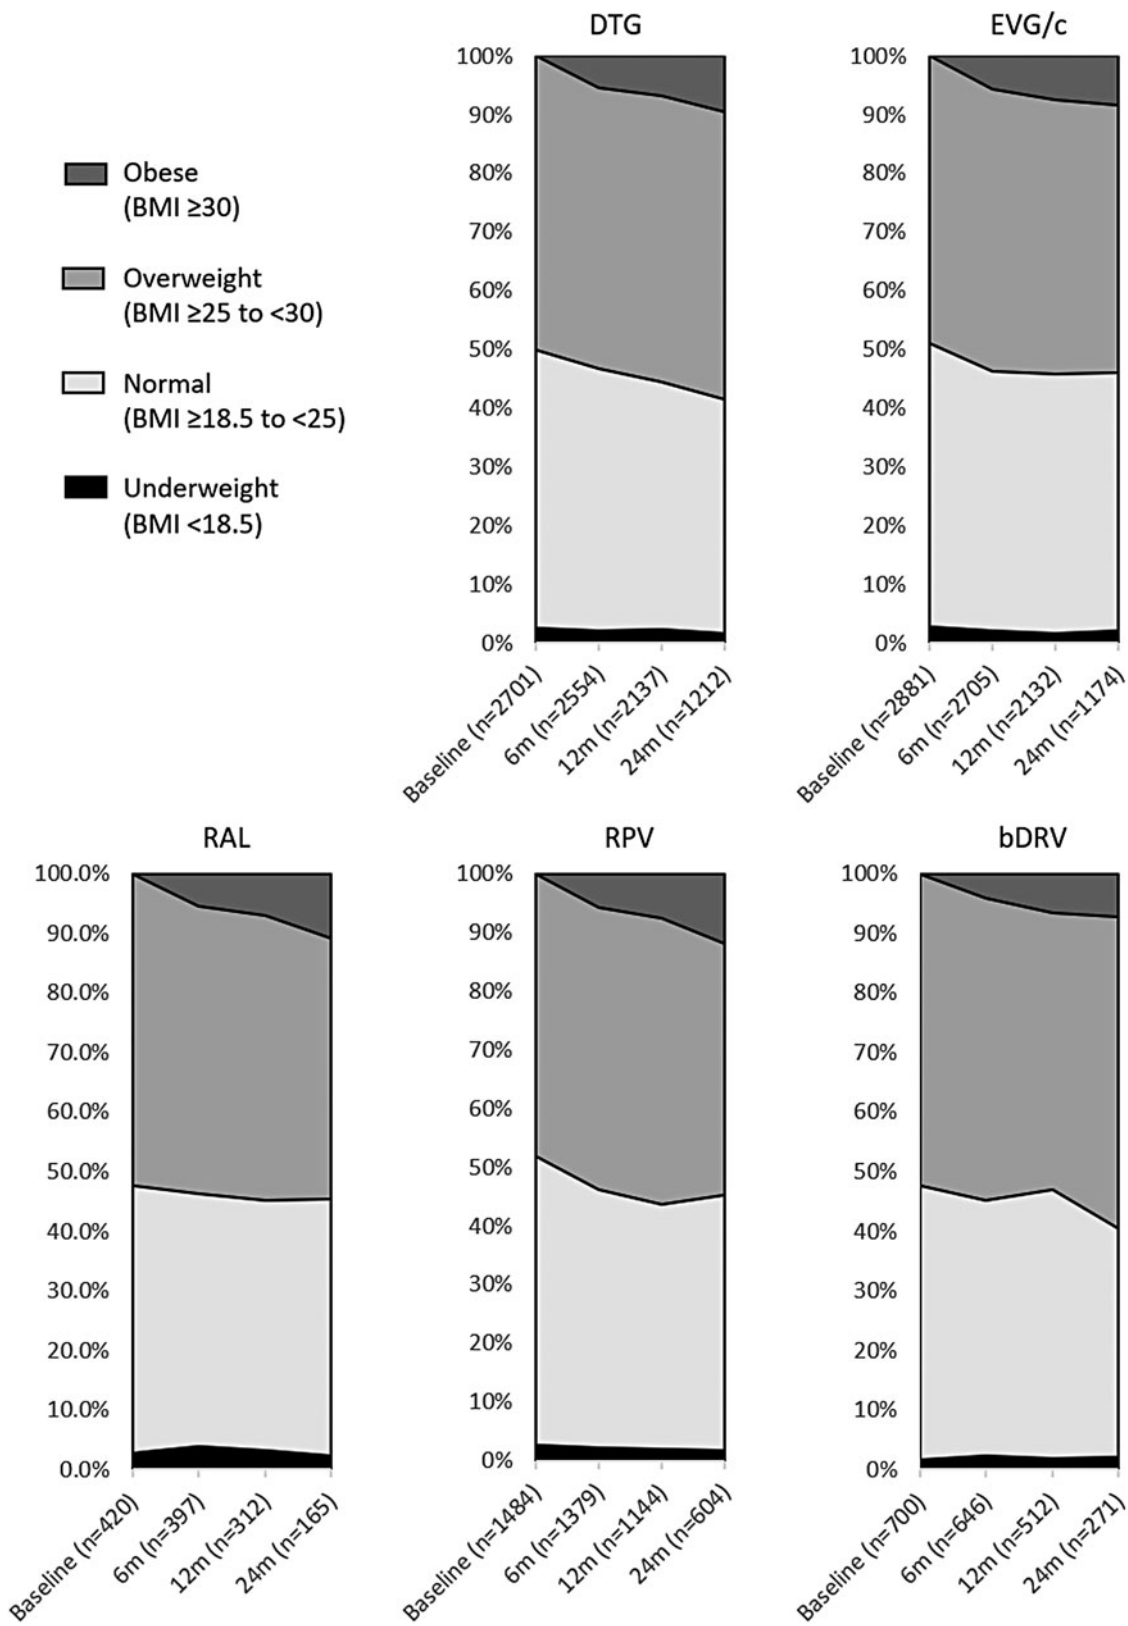 DTG
EVG/c
Obese
(BMI ≥30)
Overweight
(BMI ≥25 to <30)
Normal
(BMI ≥18.5 to <25)
Underweight
(BMI <18.5)
100%
90%
80%
70%
60%
50%
40%
30%
20%
10%
0%
Baseline (n=2701)
6m (n=2554)
12m (n=2137)
24m (n=1212)
100%
90%
80%
70%
60%
50%
40%
30%
20%
10%
0%
Baseline (n=2881)
6m (n=2705)
12m (n=2132)
24m (n=1174)
RAL
100.0%
90.0%
80.0%
70.0%
60.0%
50.0%
40.0%
30.0%
20.0%
10.0%
0.0%
Baseline (n=420)
6m (n=397)
12m (n=312)
24m (n=165)
RPV
100%
90%
80%
70%
60%
50%
40%
30%
20%
10%
0%
Baseline (n=1484)
6m (n=1379)
12m (n=1144)
24m (n=604)
bDRV
100%
90%
80%
70%
60%
50%
40%
30%
20%
10%
0%
Baseline (n=700)
6m (n=646)
12m (n=512)
24m (n=271)